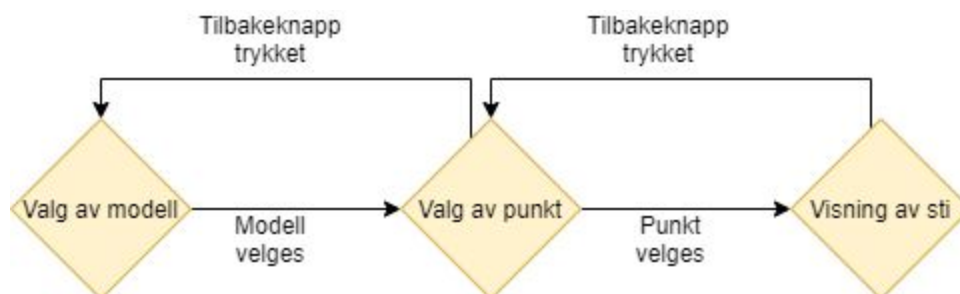 Tilbakeknapp
trykket
Tilbakeknapp
trykket
Valg av modell
Modell
velges
Valg av punkt
Punkt
velges
Visning av sti